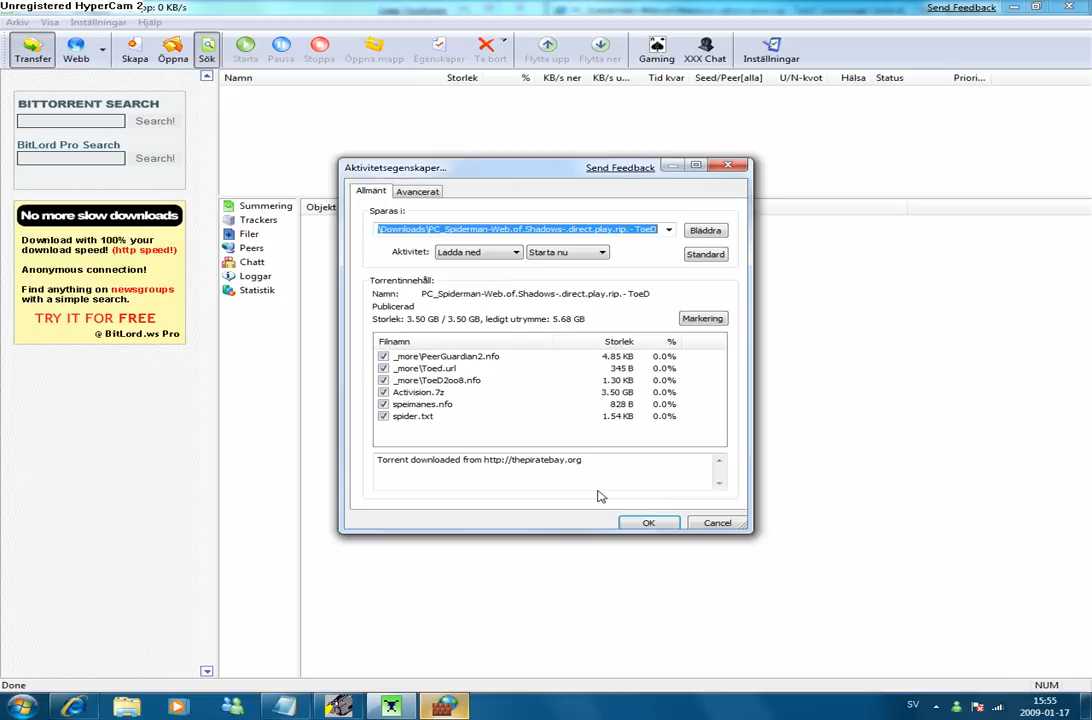 Unregistered HyperCam 2
op: 0 KB/s
Send Feedback
Arkiv Visa Inställningar Hjälp
Transfer Webb Skapa Öppna Sök Starta Pausa Stoppa Öppna mapp Egenskaper Ta bort Flytta upp Flytta ner Gaming XXX Chat Inställningar
Namn Storlek % KB/s ner KB/s u... Tid kvar Seed/Peer[alla] U/N-kvot Hälsa Status Priori...
BITTORRENT SEARCH
Search!
BitLord Pro Search
Search!
No more slow downloads
Download with 100% your
download speed! (http speed!)
Anonymous connection!
Find anything on newsgroups
with a simple search.
TRY IT FOR FREE
@ BitLord.ws Pro
Summering
Trackers
Filer
Peers
Chatt
Loggar
Statistik
Objekt
Aktivitetsegenskaper...
Send Feedback
Allmänt Avancerat
Sparas i:
\Downloads\PC_Spiderman-Web.of.Shadows-.direct.play.rip.- ToeD
Bläddra
Aktivitet: Ladda ned Starta nu Standard
Torrentinnehåll:
Namn: PC_Spiderman-Web.of.Shadows-.direct.play.rip.- ToeD
Publicerad
Storlek: 3.50 GB / 3.50 GB, ledigt utrymme: 5.68 GB
Markering
Filnamn Storlek %
_more\PeerGuardian2.nfo 4.85 KB 0.0%
_more\Toed.url 345 B 0.0%
_more\ToeD2oo8.nfo 1.30 KB 0.0%
Activision.7z 3.50 GB 0.0%
speimanes.nfo 828 B 0.0%
spider.txt 1.54 KB 0.0%
Torrent downloaded from http://thepiratebay.org
OK Cancel
Done
NUM
SV
15:55
2009-01-17